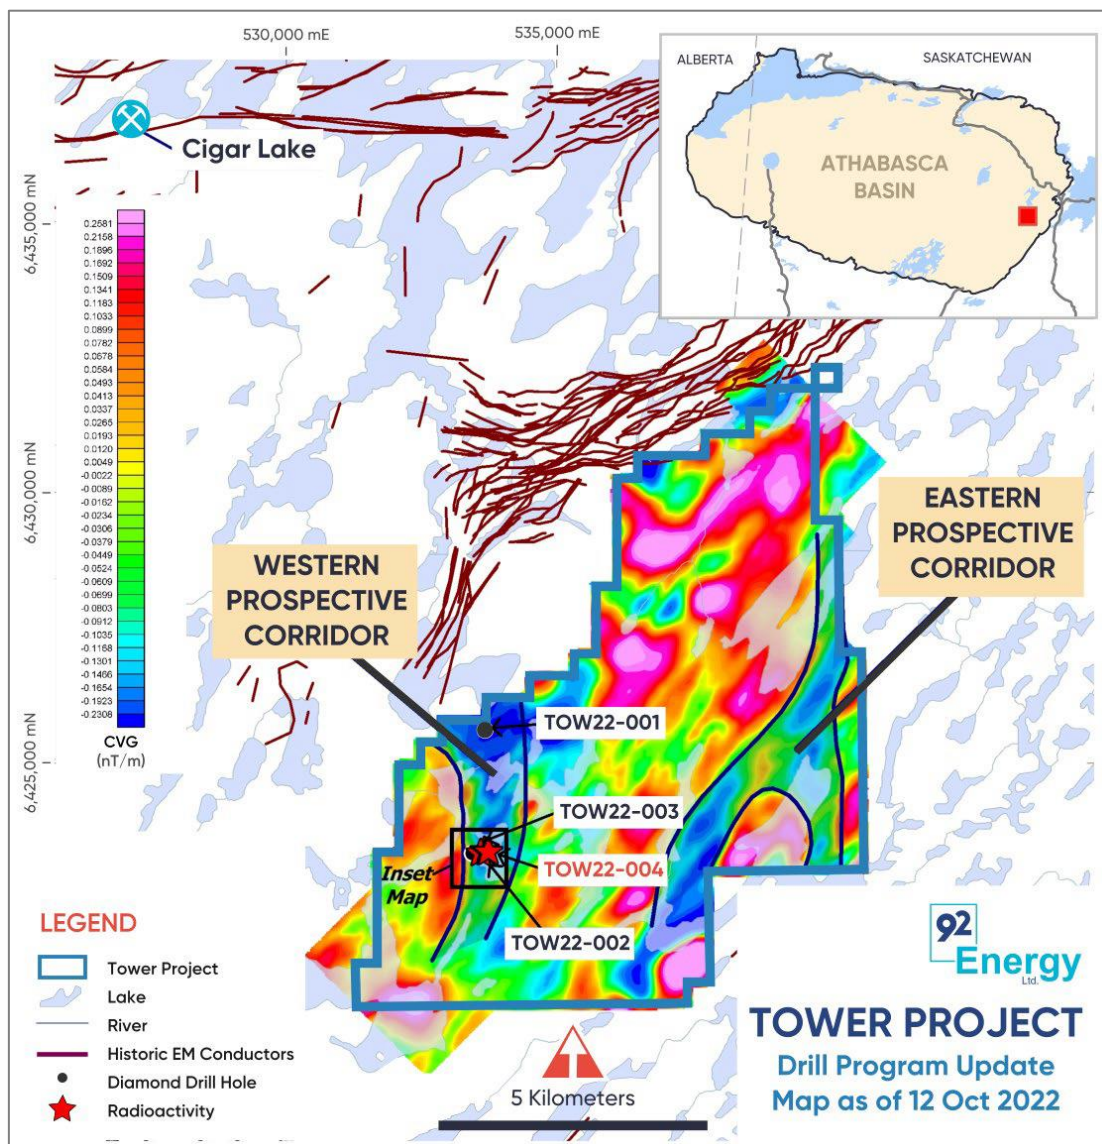 530,000 mE
535,000 mE
ALBERTA
SASKATCHEWAN
ATHABASCA
BASIN
Cigar Lake
6,435,000 mN
6,430,000 mN
6,425,000 mN
0.2581
0.2158
0.1896
0.1692
0.1509
0.1341
0.1183
0.1033
0.0899
0.0782
0.0678
0.0584
0.0493
0.0413
0.0337
0.0265
0.0193
0.0120
0.0049
-0.0022
-0.0089
-0.0162
-0.0234
-0.0306
-0.0379
-0.0449
-0.0524
-0.0609
-0.0699
-0.0803
-0.0912
-0.1036
-0.1158
-0.1301
-0.1466
-0.1654
-0.1923
-0.2308
CVG
(nT/m)
WESTERN
PROSPECTIVE
CORRIDOR
EASTERN
PROSPECTIVE
CORRIDOR
TOW22-001
TOW22-003
TOW22-004
TOW22-002
Inset
Map
LEGEND
Tower Project
Lake
River
Historic EM Conductors
Diamond Drill Hole
Radioactivity
5 Kilometers
92
Energy
Ltd.
TOWER PROJECT
Drill Program Update
Map as of 12 Oct 2022